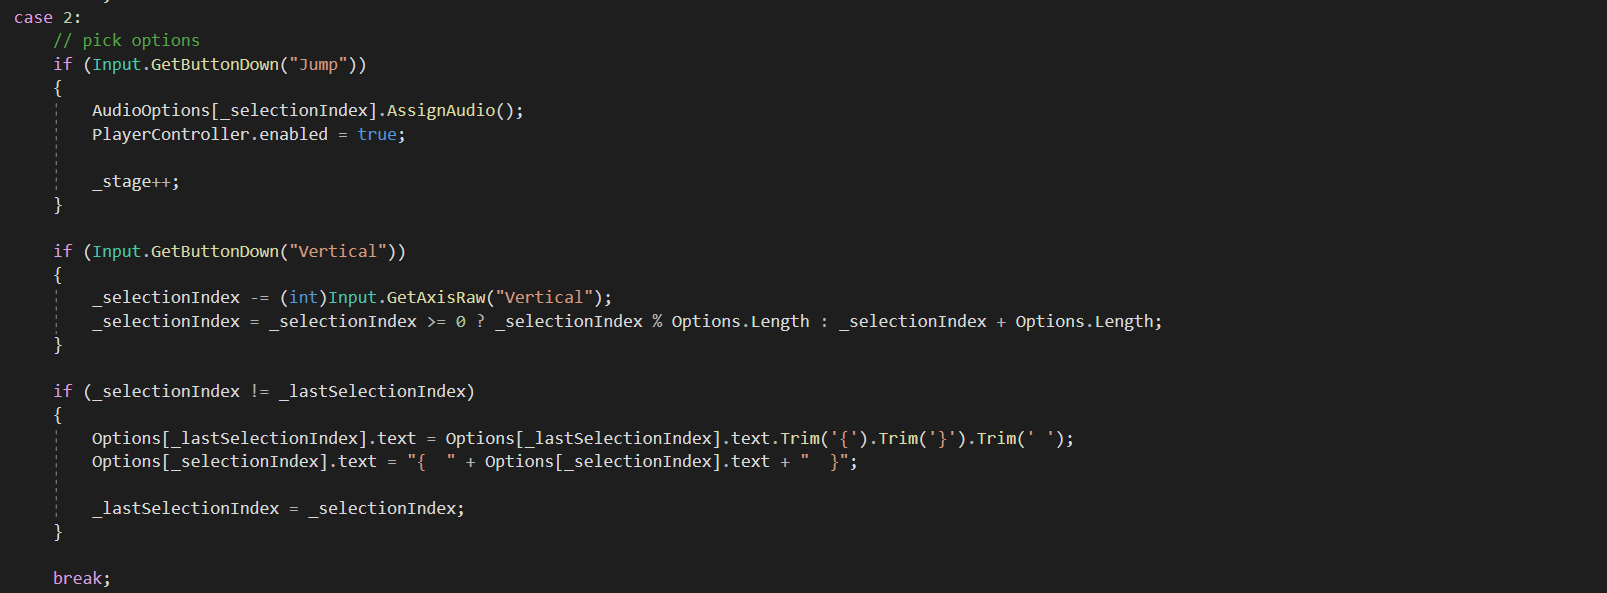 case 2:
    // pick options
    if (Input.GetButtonDown("Jump"))
    {
        AudioOptions[_selectionIndex].AssignAudio();
        PlayerController.enabled = true;

        _stage++;
    }

    if (Input.GetButtonDown("Vertical"))
    {
        _selectionIndex -= (int)Input.GetAxisRaw("Vertical");
        _selectionIndex = _selectionIndex >= 0 ? _selectionIndex % Options.Length : _selectionIndex + Options.Length;
    }

    if (_selectionIndex != _lastSelectionIndex)
    {
        Options[_lastSelectionIndex].text = Options[_lastSelectionIndex].text.Trim('{').Trim('}').Trim(' ');
        Options[_selectionIndex].text = "{  " + Options[_selectionIndex].text + "  }";

        _lastSelectionIndex = _selectionIndex;
    }

    break;